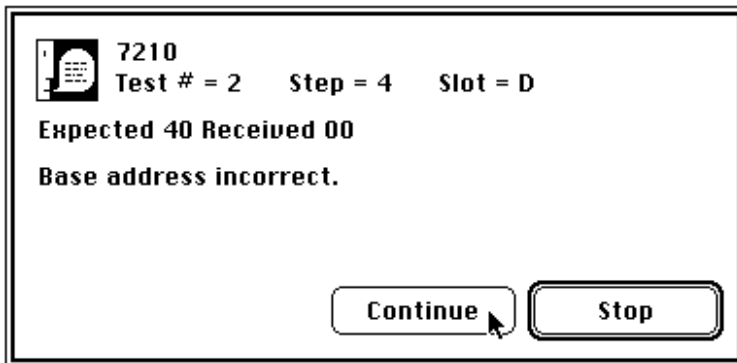 7210
Test # = 2 Step = 4 Slot = D
Expected 40 Received 00
Base address incorrect.
Continue Stop